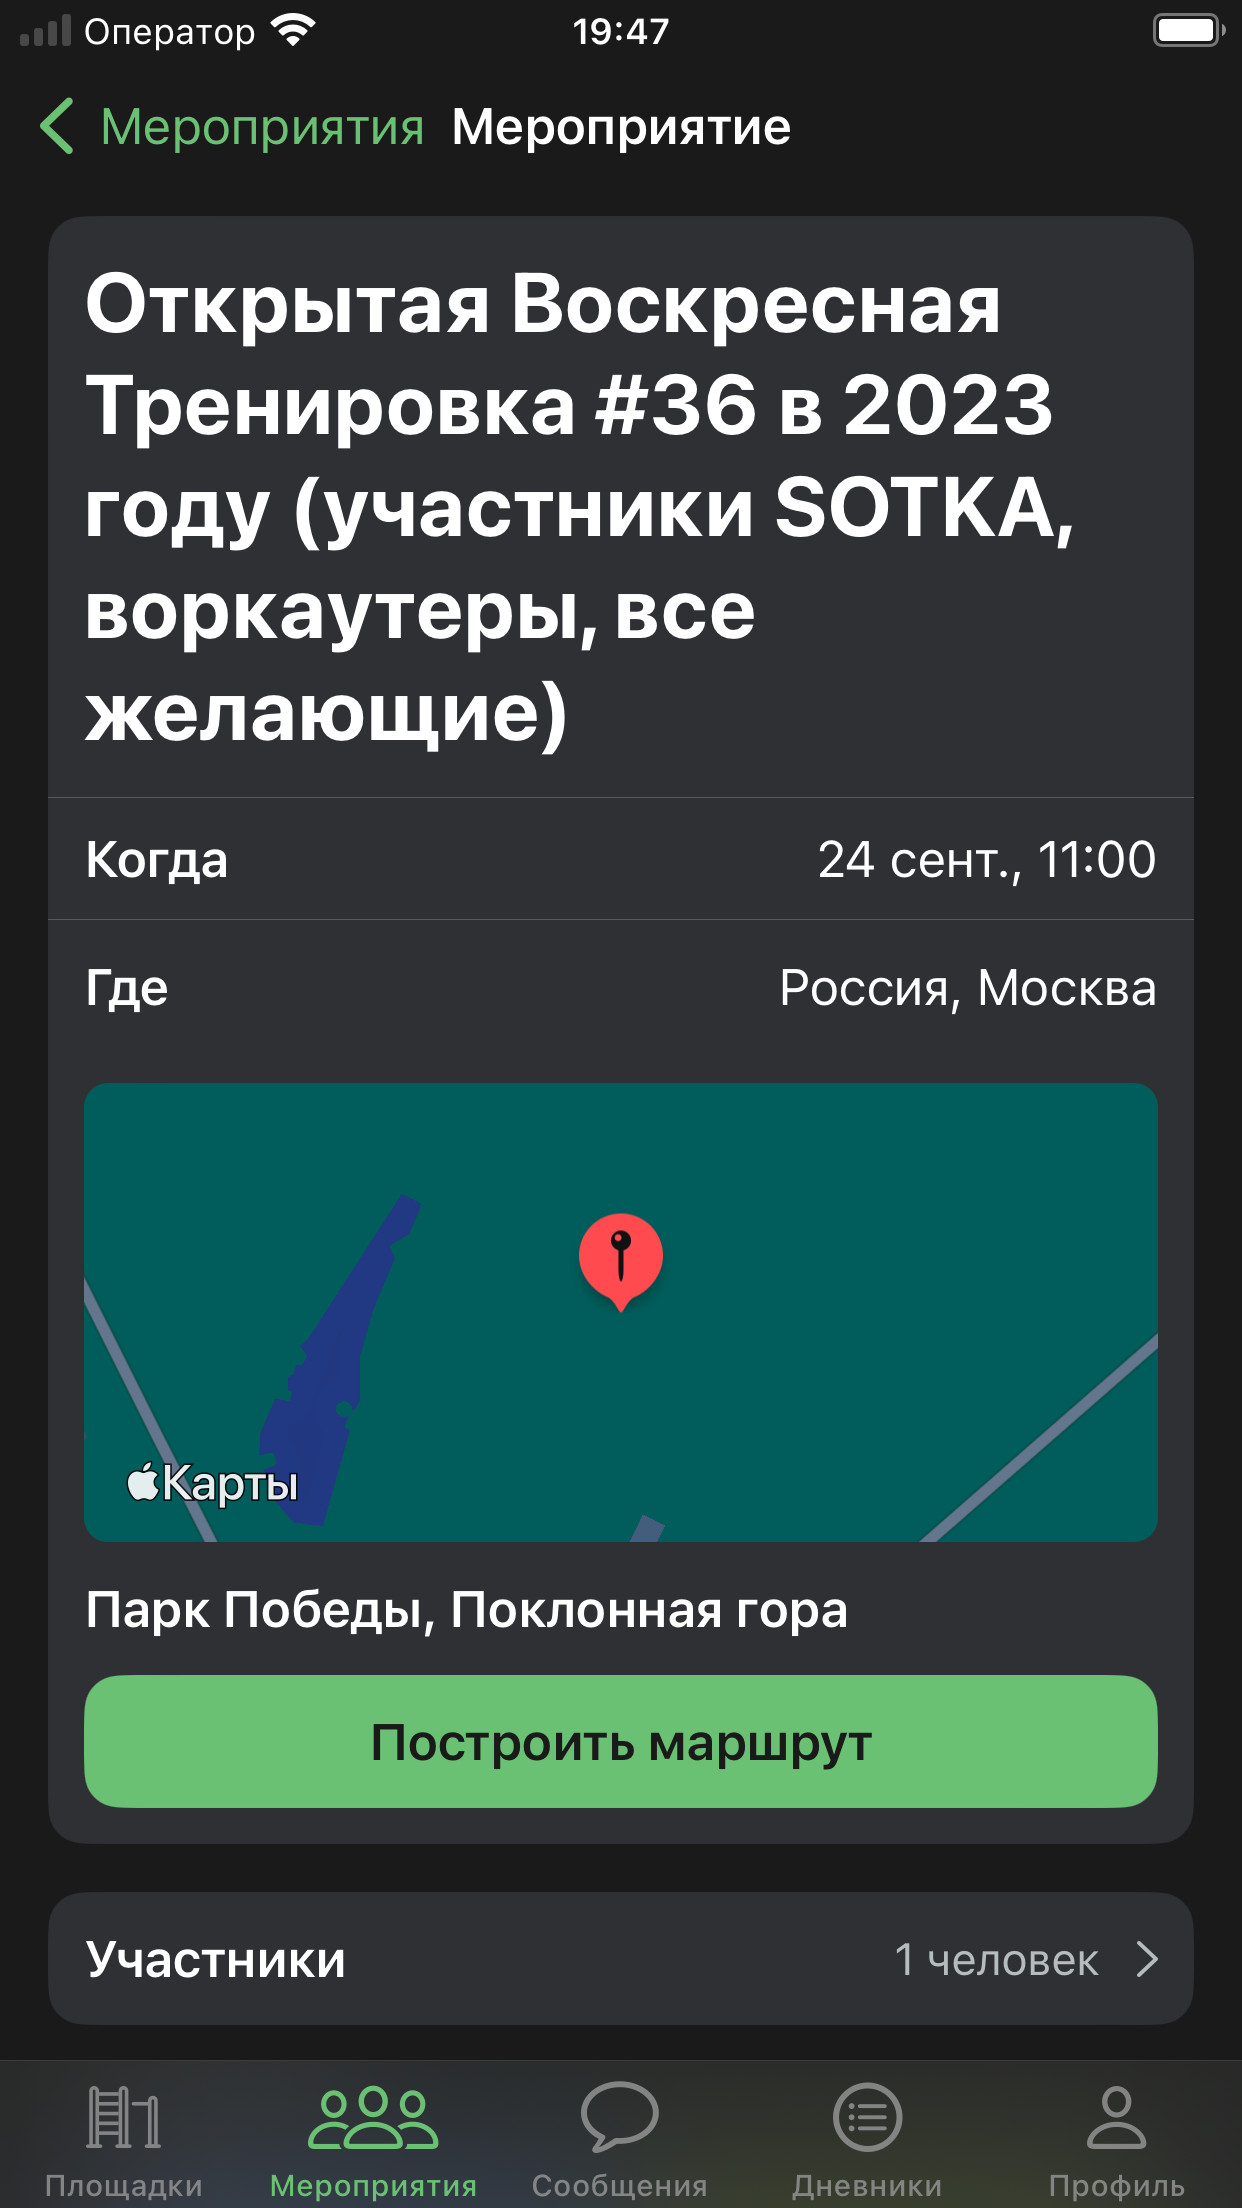 Оператор 19:47
Мероприятия Мероприятие
Открытая Воскресная
Тренировка #36 в 2023
году (участники SOTKA,
воркаутеры, все
желающие)
Когда 24 сент., 11:00
Где Россия, Москва
Карты
Парк Победы, Поклонная гора
Построить маршрут
Участники 1 человек
Площадки Мероприятия Сообщения Дневники Профиль